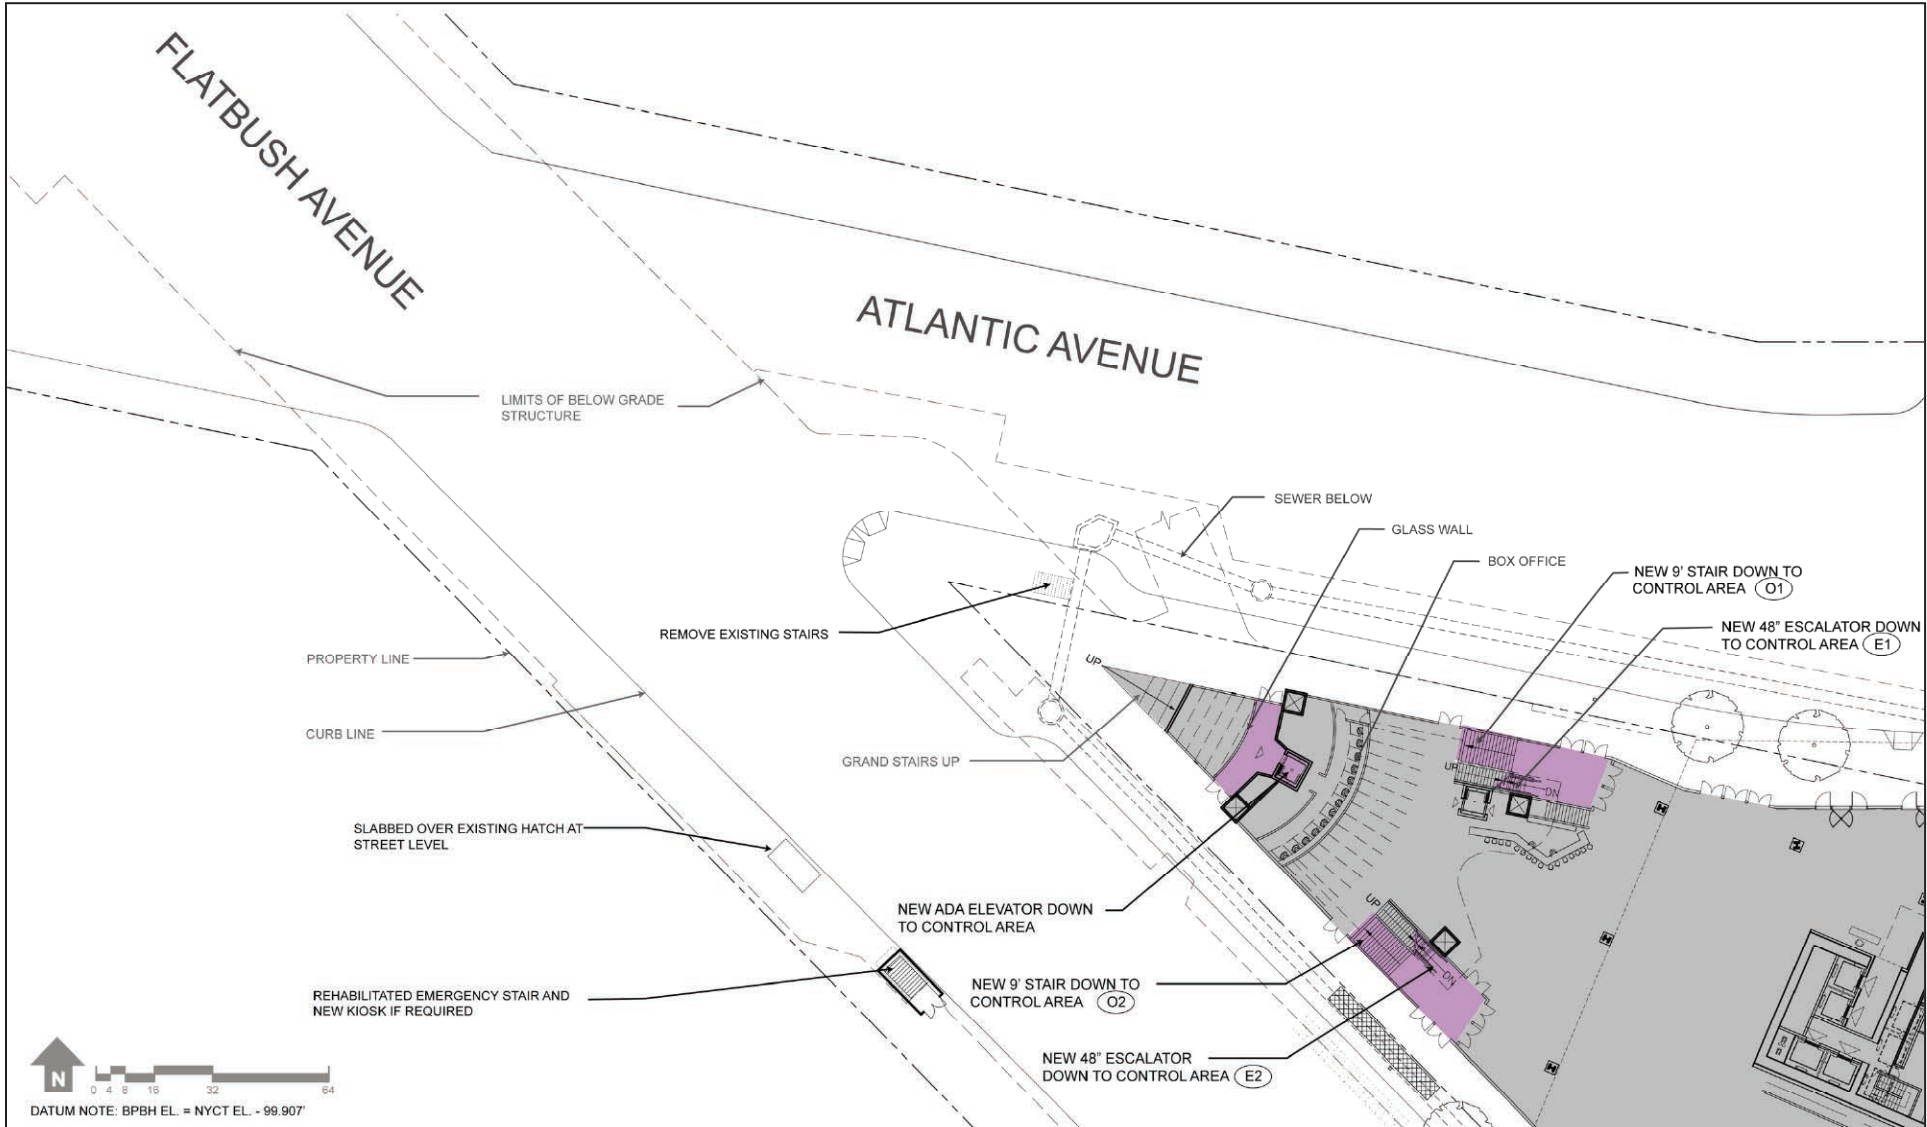 FLATBUSH AVENUE
ATLANTIC AVENUE
LIMITS OF BELOW GRADE
STRUCTURE
SEWER BELOW
GLASS WALL
BOX OFFICE
NEW 9' STAIR DOWN TO
CONTROL AREA O1
NEW 48" ESCALATOR DOWN
TO CONTROL AREA E1
REMOVE EXISTING STAIRS
PROPERTY LINE
UP
CURB LINE
GRAND STAIRS UP
UP
DN
SLABBED OVER EXISTING HATCH AT
STREET LEVEL
NEW ADA ELEVATOR DOWN
TO CONTROL AREA
UP
DN
NEW 9' STAIR DOWN TO
CONTROL AREA O2
REHABILITATED EMERGENCY STAIR AND
NEW KIOSK IF REQUIRED
NEW 48" ESCALATOR
DOWN TO CONTROL AREA E2
N
0 4 8 16 32 64
DATUM NOTE: BPBH EL. = NYCT EL. - 99.907'